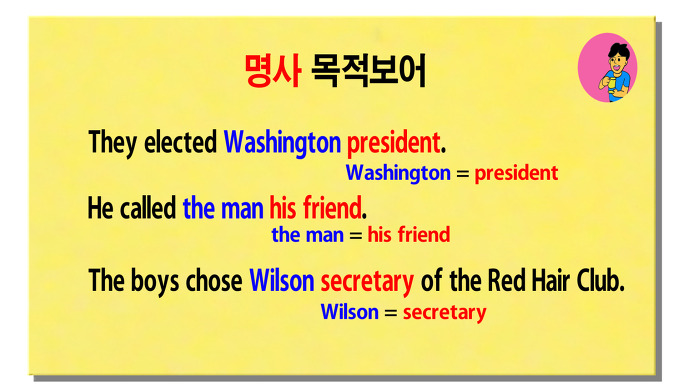 명사 목적보어
They elected Washington president.
Washington = president
He called the man his friend.
the man = his friend
The boys chose Wilson secretary of the Red Hair Club.
Wilson = secretary